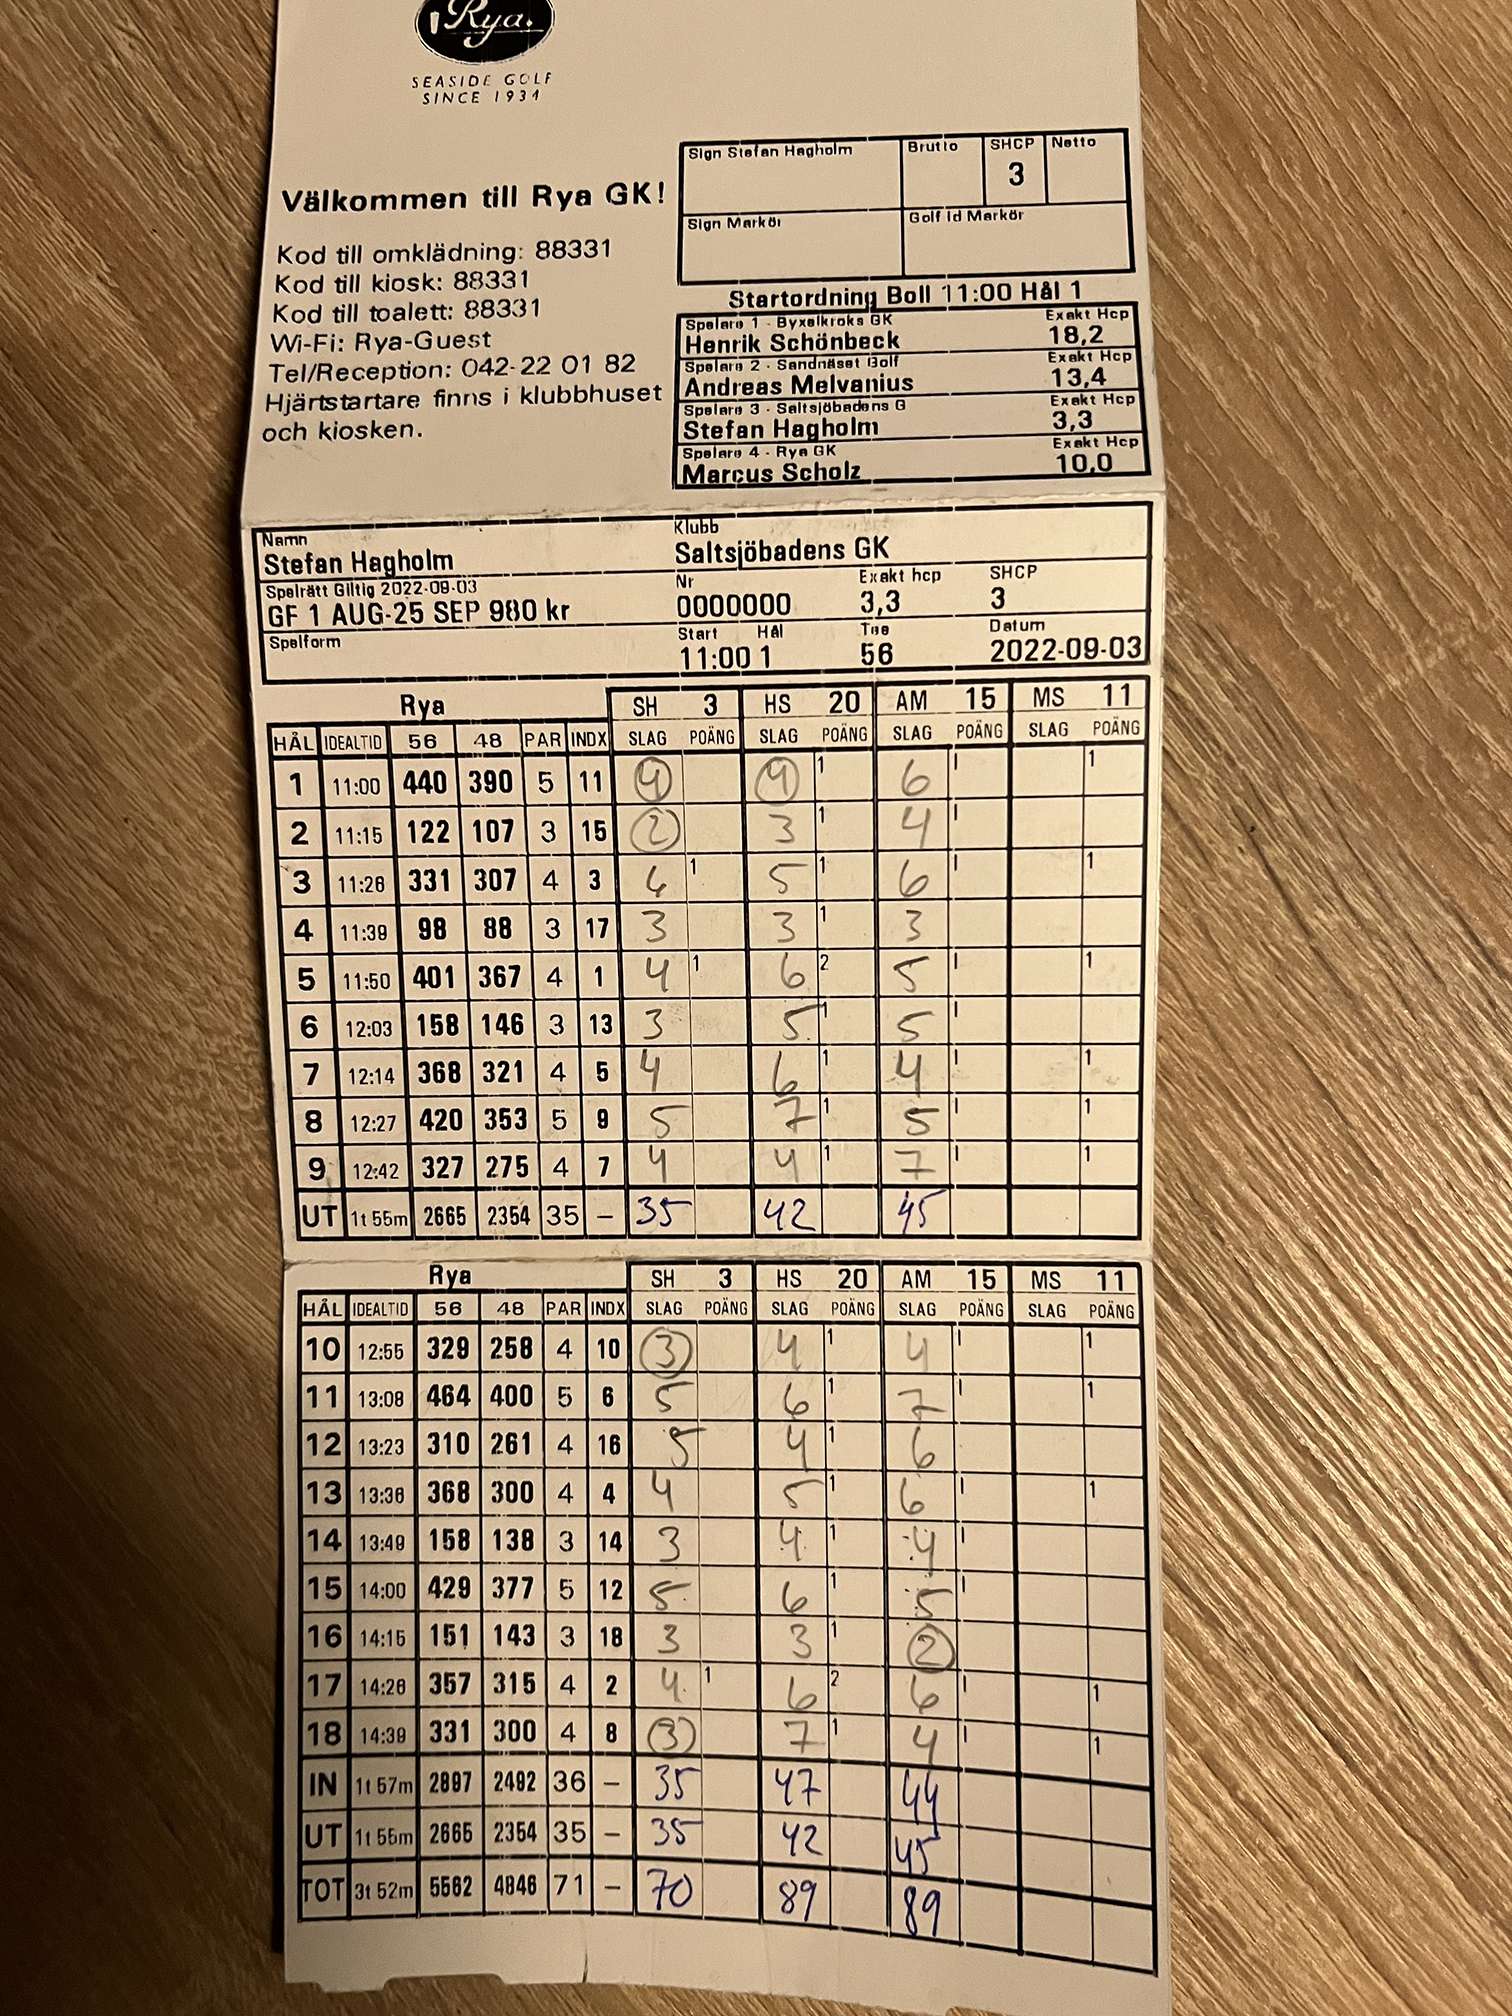 Rya.
SEASIDE GOLF
SINCE 1934
Välkommen till Rya GK!
Kod till omklädning: 88331
Kod till kiosk: 88331
Kod till toalett: 88331
Wi-Fi: Rya-Guest
Tel/Reception: 042-22 01 82
Hjärtstartare finns i klubbhuset
och kiosken.
Sign Stefan Hagholm Brutto SHCP Netto
3
Sign Markör Golf Id Markör
Startordning Boll 11:00 Hål 1
Spelare 1 - Byxelkroks GK Exakt Hcp
Henrik Schönbeck 18,2
Spelare 2 - Sandnäset Golf Exakt Hcp
Andreas Melvanius 13,4
Spelare 3 - Saltsjöbadens G Exakt Hcp
Stefan Hagholm 3,3
Spelare 4 - Rya GK Exakt Hcp
Marcus Scholz 10,0
Namn Klubb
Stefan Hagholm Saltsjöbadens GK
Spelrätt Giltig 2022-09-03 Nr Exakt hcp SHCP
GF 1 AUG-25 SEP 980 kr 0000000 3,3 3
Spelform Start Hål Tee Datum
11:00 1 56 2022-09-03
Rya SH 3 HS 20 AM 15 MS 11
HÅL IDEALTID 56 48 PAR INDX SLAG POÄNG SLAG POÄNG SLAG POÄNG SLAG POÄNG
1 11:00 440 390 5 11 4 4 1 6 1 1
2 11:15 122 107 3 15 2 3 1 4 1
3 11:26 331 307 4 3 4 1 5 1 6 1 1
4 11:39 98 88 3 17 3 3 1 3
5 11:50 401 367 4 1 4 1 6 2 5 1 1
6 12:03 158 146 3 13 3 5 1 5 1
7 12:14 368 321 4 5 4 6 1 4 1 1
8 12:27 420 353 5 9 5 7 1 5 1 1
9 12:42 327 275 4 7 4 4 1 7 1 1
UT 1t 55m 2665 2354 35 – 35 42 45
Rya SH 3 HS 20 AM 15 MS 11
HÅL IDEALTID 56 48 PAR INDX SLAG POÄNG SLAG POÄNG SLAG POÄNG SLAG POÄNG
10 12:55 329 258 4 10 3 4 1 4 1 1
11 13:08 464 400 5 6 5 6 1 7 1 1
12 13:23 310 261 4 16 5 4 1 6
13 13:36 368 300 4 4 4 5 1 6 1 1
14 13:49 158 138 3 14 3 4 1 4 1
15 14:00 429 377 5 12 5 6 1 5 1
16 14:15 151 143 3 18 3 3 1 2
17 14:26 357 315 4 2 4 1 6 2 6 1 1
18 14:39 331 300 4 8 3 7 1 4 1 1
IN 1t 57m 2897 2492 36 – 35 47 44
UT 1t 55m 2665 2354 35 – 35 42 45
TOT 3t 52m 5562 4846 71 – 70 89 89